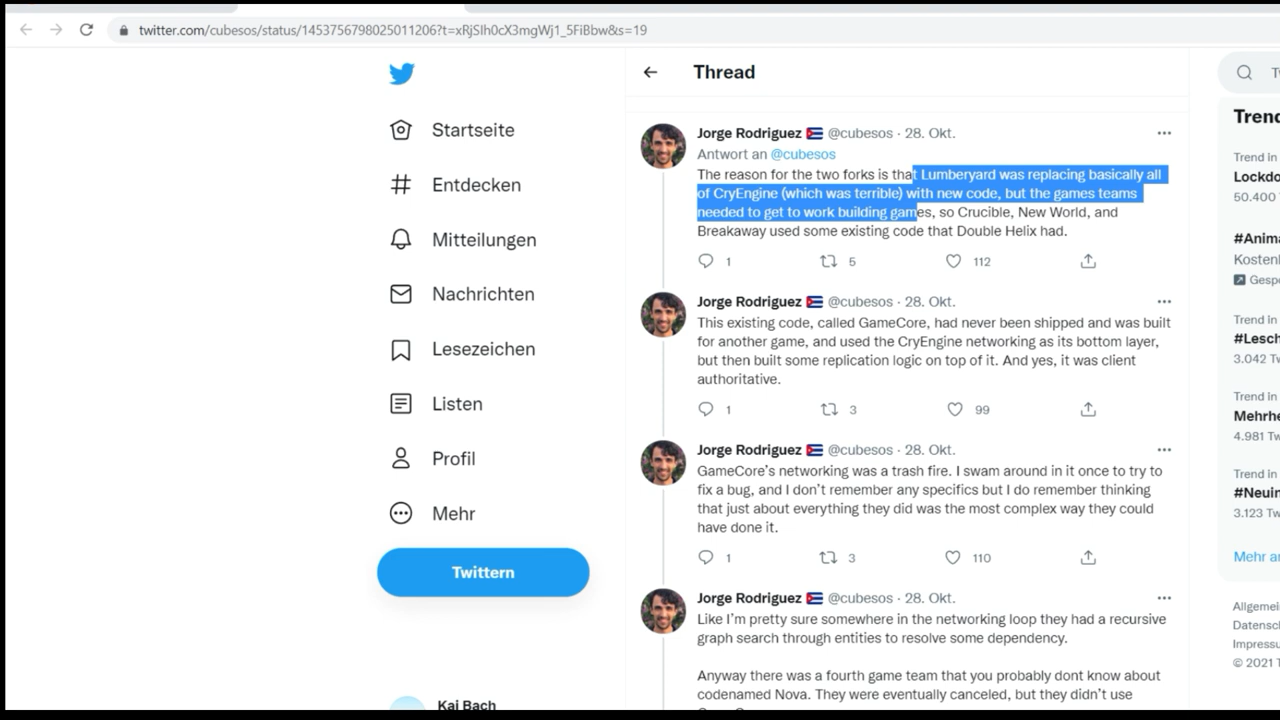 twitter.com/cubesos/status/1453756798025011206?t=xRjSIh0cX3mgWj1_5FiBbw&s=19
Startseite
Entdecken
Mitteilungen
Nachrichten
Lesezeichen
Listen
Profil
Mehr
Twittern
Kai Bach
Thread
Jorge Rodriguez @cubesos · 28. Okt.
Antwort an @cubesos
The reason for the two forks is that Lumberyard was replacing basically all
of CryEngine (which was terrible) with new code, but the games teams
needed to get to work building games, so Crucible, New World, and
Breakaway used some existing code that Double Helix had.
1 5 112
Jorge Rodriguez @cubesos · 28. Okt.
This existing code, called GameCore, had never been shipped and was built
for another game, and used the CryEngine networking as its bottom layer,
but then built some replication logic on top of it. And yes, it was client
authoritative.
1 3 99
Jorge Rodriguez @cubesos · 28. Okt.
GameCore's networking was a trash fire. I swam around in it once to try to
fix a bug, and I don't remember any specifics but I do remember thinking
that just about everything they did was the most complex way they could
have done it.
1 3 110
Jorge Rodriguez @cubesos · 28. Okt.
Like I'm pretty sure somewhere in the networking loop they had a recursive
graph search through entities to resolve some dependency.
Anyway there was a fourth game team that you probably dont know about
codenamed Nova. They were eventually canceled, but they didn't use
Tren
Trend in
Lockdo
50.400
#Anima
Kostenl
Gespo
Trend in
#Lesch
3.042 Tw
Trend in
Mehrhe
4.981 Tw
Trend in
#Neuin
3.123 Tw
Mehr an
Allgemei
Datensch
Impressu
© 2021 T